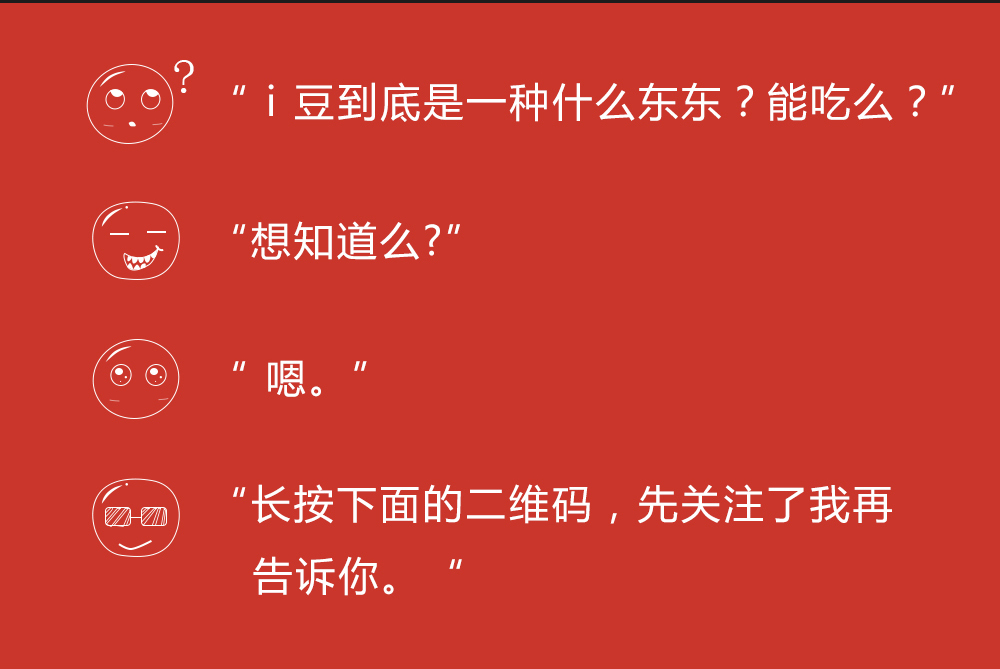 ?
“ i 豆到底是一种什么东东？能吃么？”
“想知道么?”
“ 嗯。 ”
“长按下面的二维码，先关注了我再
告诉你。 “